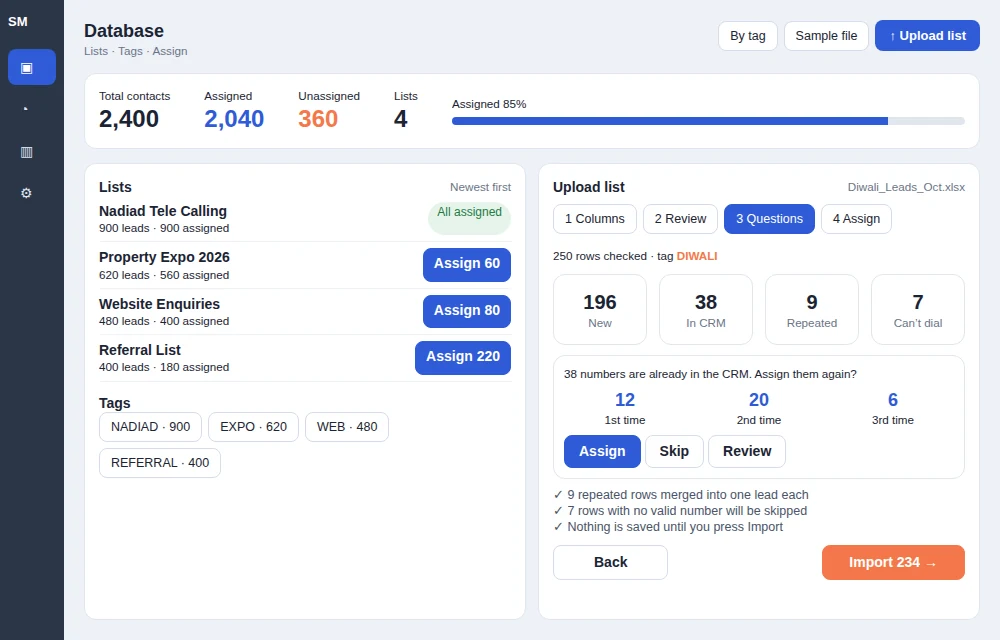 SM
Database
Lists · Tags · Assign
By tag
Sample file
↑ Upload list
Total contacts
2,400
Assigned
2,040
Unassigned
360
Lists
4
Assigned 85%
Lists
Newest first
Nadiad Tele Calling
900 leads · 900 assigned
All assigned
Property Expo 2026
620 leads · 560 assigned
Assign 60
Website Enquiries
480 leads · 400 assigned
Assign 80
Referral List
400 leads · 180 assigned
Assign 220
Tags
NADIAD · 900
EXPO · 620
WEB · 480
REFERRAL · 400
Upload list
Diwali_Leads_Oct.xlsx
1 Columns
2 Review
3 Questions
4 Assign
250 rows checked · tag DIWALI
196
New
38
In CRM
9
Repeated
7
Can't dial
38 numbers are already in the CRM. Assign them again?
12
1st time
20
2nd time
6
3rd time
Assign
Skip
Review
✓ 9 repeated rows merged into one lead each
✓ 7 rows with no valid number will be skipped
✓ Nothing is saved until you press Import
Back
Import 234 →